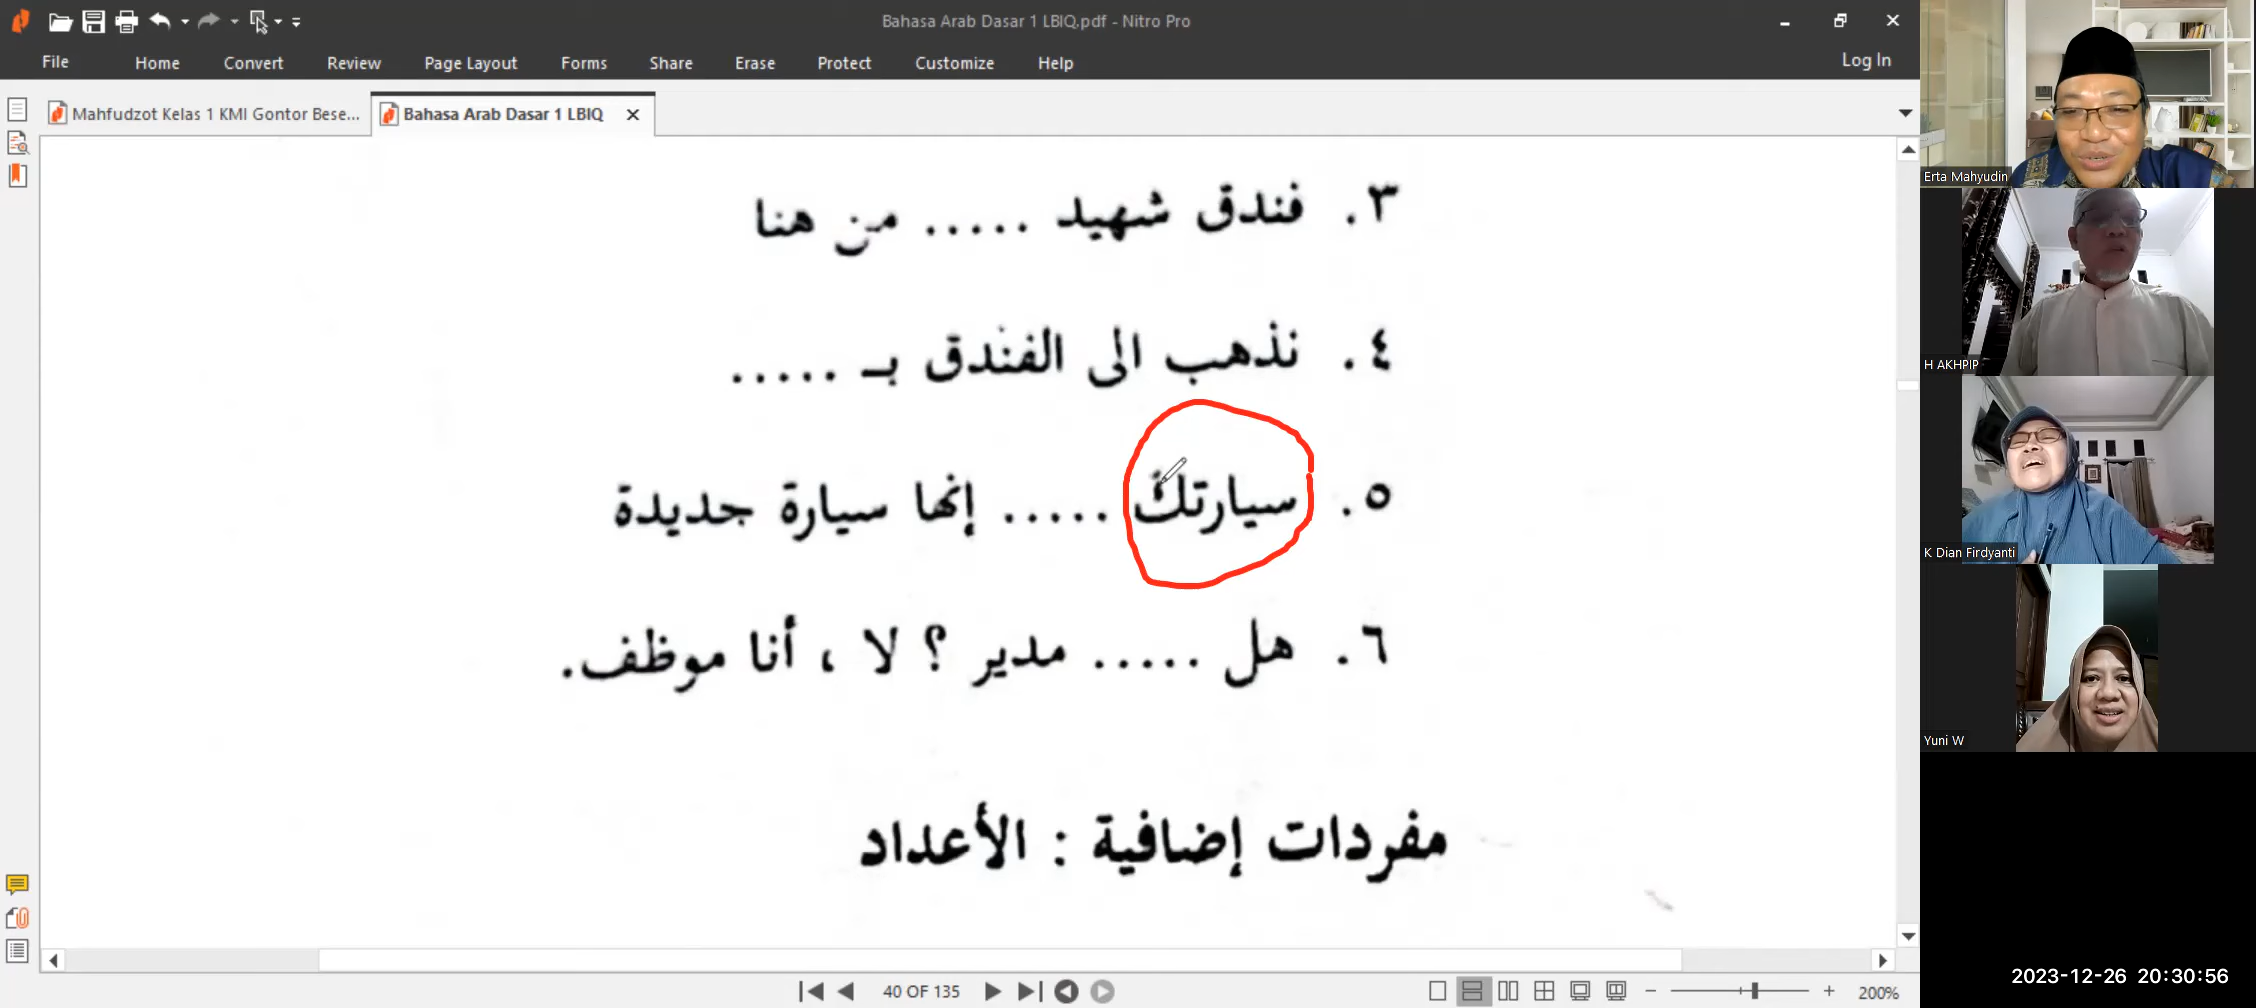 Bahasa Arab Dasar 1 LBIQ.pdf - Nitro Pro
File Home Convert Review Page Layout Forms Share Erase Protect Customize Help Log In
Mahfudzot Kelas 1 KMI Gontor Bese...
Bahasa Arab Dasar 1 LBIQ
٣. فندق شهيد ..... من هنا
٤. نذهب الى الفندق بـ .....
٥. سيارتك ..... إنها سيارة جديدة
٦. هل ..... مدير ؟ لا ، أنا موظف.
مفردات إضافية : الأعداد
40 OF 135
200%
Erta Mahyudin
H AKHPIP
K Dian Firdyanti
Yuni W
2023-12-26 20:30:56